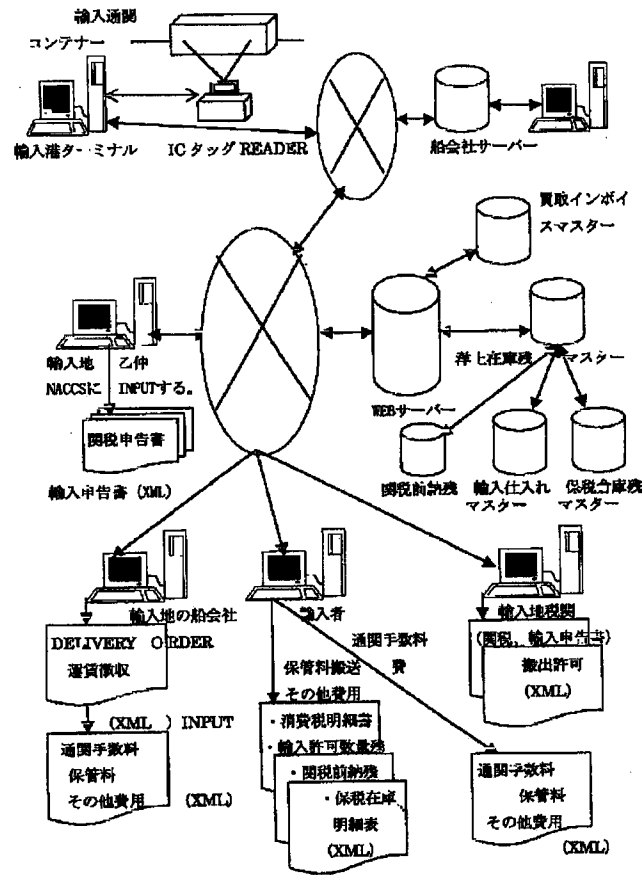 輸入通関
コンテナー
輸入港ターミナル
ICタッグREADER
船会社サーバー
買取インボイ
スマスター
輸入地 乙仲
NACCSに INPUTする。
洋上在庫残 マスター
WEBサーバー
関税申告書
輸入申告書 (XML)
関税前納残
輸入仕入れ
マスター
保税倉庫残
マスター
輸入地の船会社
輸入者
輸入地税関
DELIVERY ORDER
運賃徴収
通関手数料
保管料搬送 費
その他費用
(関税、輸入申告書)
搬出許可
(XML)
(XML ) INPUT
・消費税明細書
・輸入許可数量残
・関税前納残
・保税在庫
明細表
(XML)
通関手数料
保管料
その他費用 (XML)
通関手数料
保管料
その他費用
(XML)